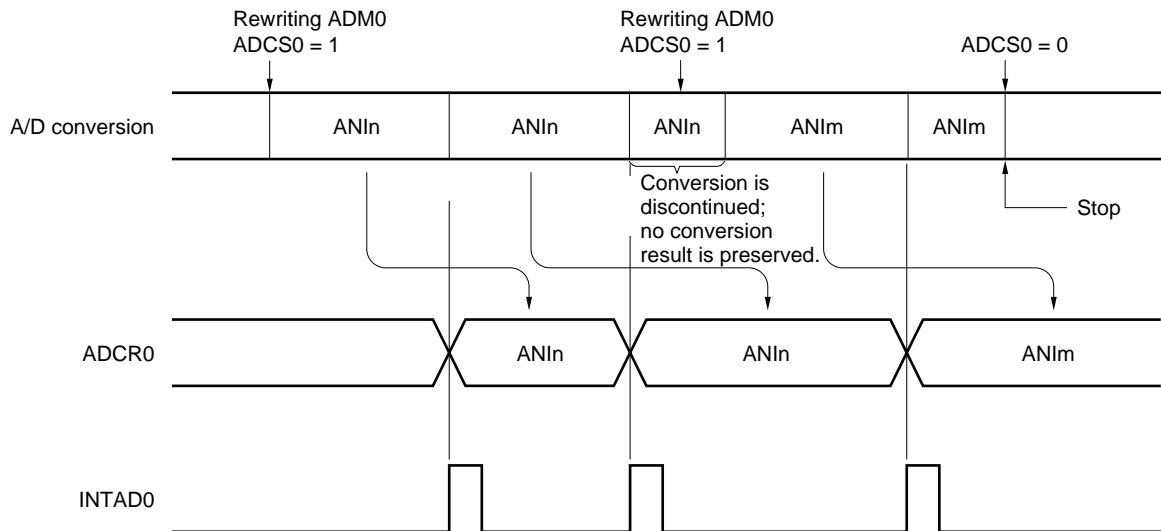 Rewriting ADM0
ADCS0 = 1
Rewriting ADM0
ADCS0 = 1
ADCS0 = 0
A/D conversion
ANIn
ANIn
ANIn
ANIm
ANIm
Conversion is
discontinued;
no conversion
result is preserved.
Stop
ADCR0
ANIn
ANIn
ANIm
INTAD0